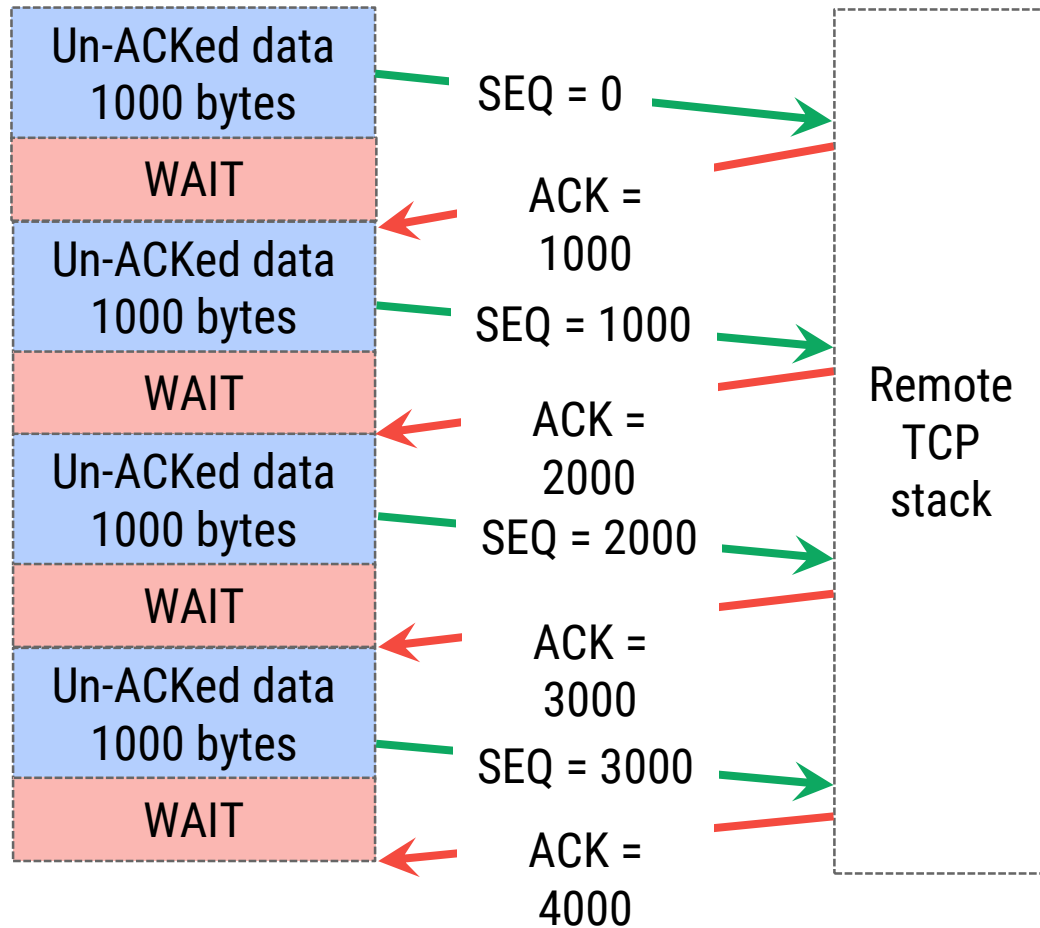 Un-ACKed data
1000 bytes
SEQ = 0
WAIT
ACK =
1000
Un-ACKed data
1000 bytes
SEQ = 1000
WAIT
ACK =
2000
Un-ACKed data
1000 bytes
SEQ = 2000
WAIT
ACK =
3000
Un-ACKed data
1000 bytes
SEQ = 3000
WAIT
ACK =
4000
Remote
TCP
stack